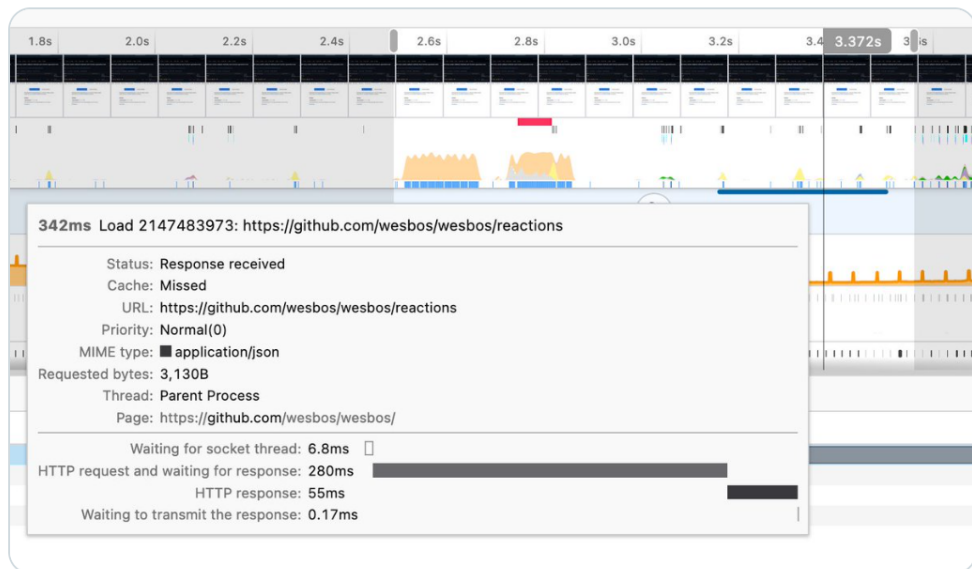 1.8s 2.0s 2.2s 2.4s 2.6s 2.8s 3.0s 3.2s 3.4 3.372s
342ms Load 2147483973: https://github.com/wesbos/wesbos/reactions
Status: Response received
Cache: Missed
URL: https://github.com/wesbos/wesbos/reactions
Priority: Normal(0)
MIME type: application/json
Requested bytes: 3,130B
Thread: Parent Process
Page: https://github.com/wesbos/wesbos/
Waiting for socket thread: 6.8ms
HTTP request and waiting for response: 280ms
HTTP response: 55ms
Waiting to transmit the response: 0.17ms